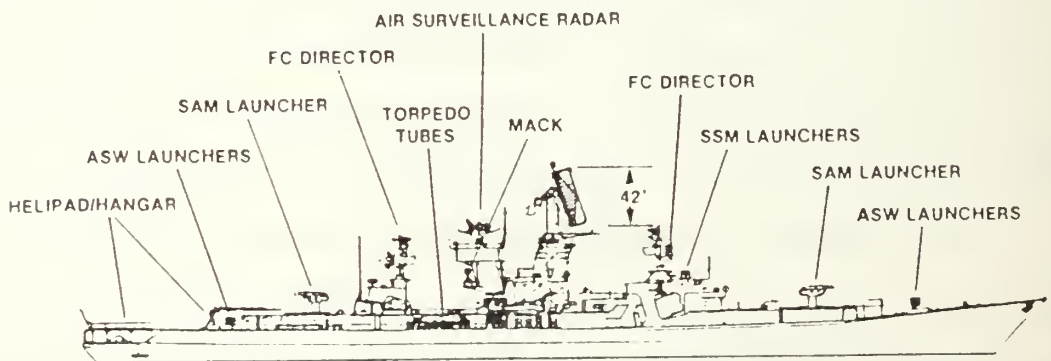 AIR SURVEILLANCE RADAR
FC DIRECTOR
FC DIRECTOR
SAM LAUNCHER
TORPEDO
TUBES
MACK
SSM LAUNCHERS
ASW LAUNCHERS
SAM LAUNCHER
42'
HELIPAD/HANGAR
ASW LAUNCHERS